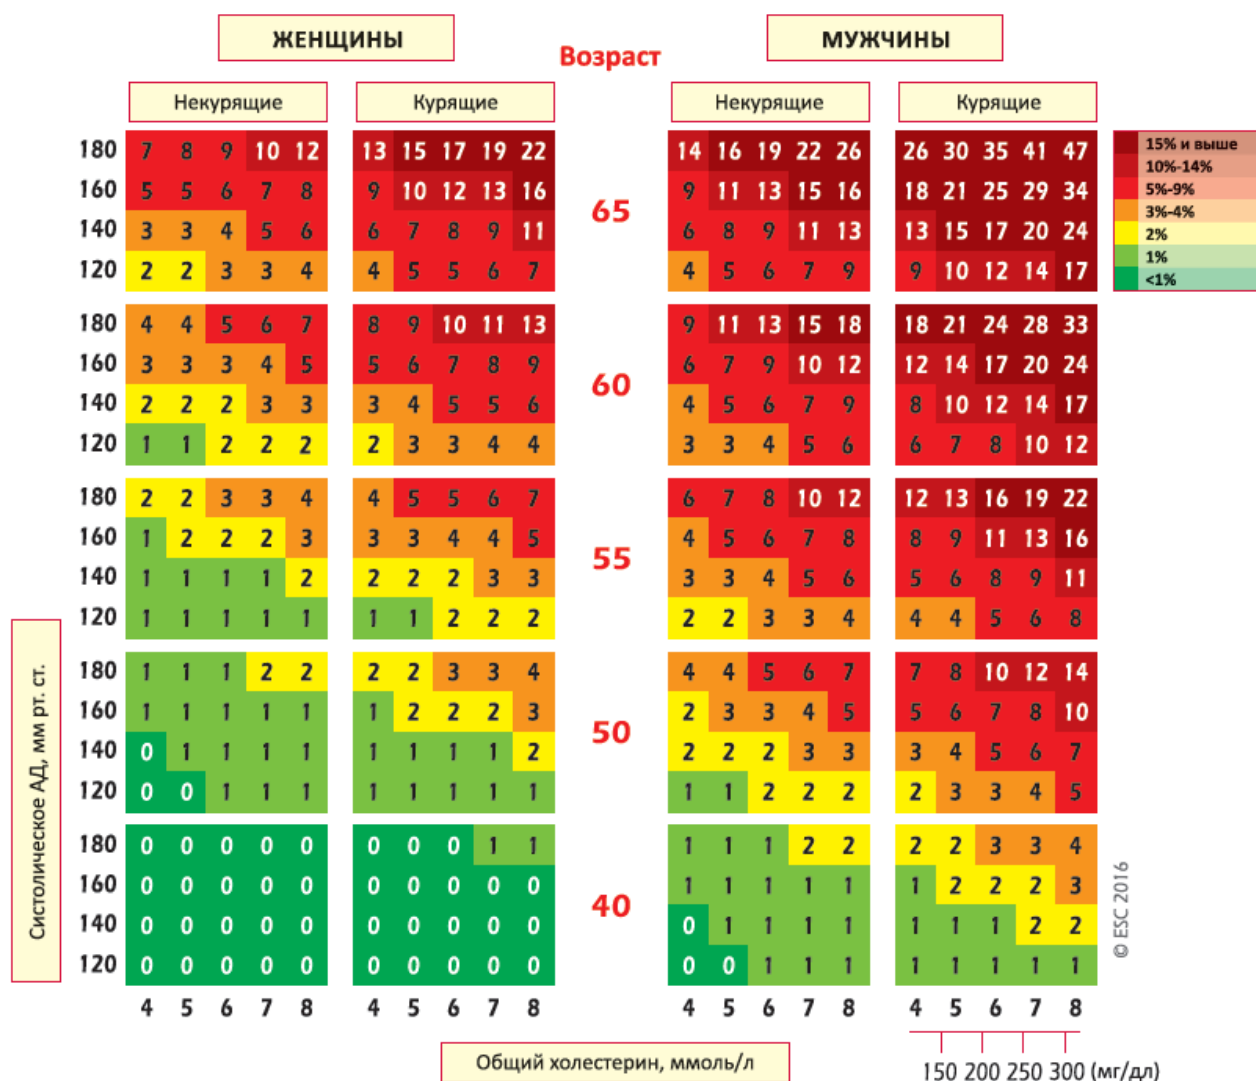 ЖЕНЩИНЫ МУЖЧИНЫ
Возраст
Некурящие Курящие Некурящие Курящие
180 7 8 9 10 12 13 15 17 19 22 14 16 19 22 26 26 30 35 41 47
160 5 5 6 7 8 9 10 12 13 16 9 11 13 15 16 18 21 25 29 34
65
140 3 3 4 5 6 6 7 8 9 11 6 8 9 11 13 13 15 17 20 24
120 2 2 3 3 4 4 5 5 6 7 4 5 6 7 9 9 10 12 14 17
15% и выше
10%-14%
5%-9%
3%-4%
2%
1%
<1%
180 4 4 5 6 7 8 9 10 11 13 9 11 13 15 18 18 21 24 28 33
160 3 3 3 4 5 5 6 7 8 9 6 7 9 10 12 12 14 17 20 24
60
140 2 2 2 3 3 3 4 5 5 6 4 5 6 7 9 8 10 12 14 17
120 1 1 2 2 2 2 3 3 4 4 3 3 4 5 6 6 7 8 10 12
180 2 2 3 3 4 4 5 5 6 7 6 7 8 10 12 12 13 16 19 22
160 1 2 2 2 3 3 3 4 4 5 4 5 6 7 8 8 9 11 13 16
55
140 1 1 1 1 2 2 2 2 3 3 3 3 4 5 6 5 6 8 9 11
120 1 1 1 1 1 1 1 2 2 2 2 2 3 3 4 4 4 5 6 8
180 1 1 1 2 2 2 2 3 3 4 4 4 5 6 7 7 8 10 12 14
160 1 1 1 1 1 1 2 2 2 3 2 3 3 4 5 5 6 7 8 10
50
140 0 1 1 1 1 1 1 1 1 2 2 2 2 3 3 3 4 5 6 7
120 0 0 1 1 1 1 1 1 1 1 1 1 2 2 2 2 3 3 4 5
180 0 0 0 0 0 0 0 0 1 1 1 1 1 2 2 2 2 3 3 4
160 0 0 0 0 0 0 0 0 0 0 1 1 1 1 1 1 2 2 2 3
40
140 0 0 0 0 0 0 0 0 0 0 0 1 1 1 1 1 1 1 2 2
120 0 0 0 0 0 0 0 0 0 0 0 0 1 1 1 1 1 1 1 1
4 5 6 7 8 4 5 6 7 8 4 5 6 7 8 4 5 6 7 8
Систолическое АД, мм рт. ст.
© ESC 2016
Общий холестерин, ммоль/л
150 200 250 300 (мг/дл)